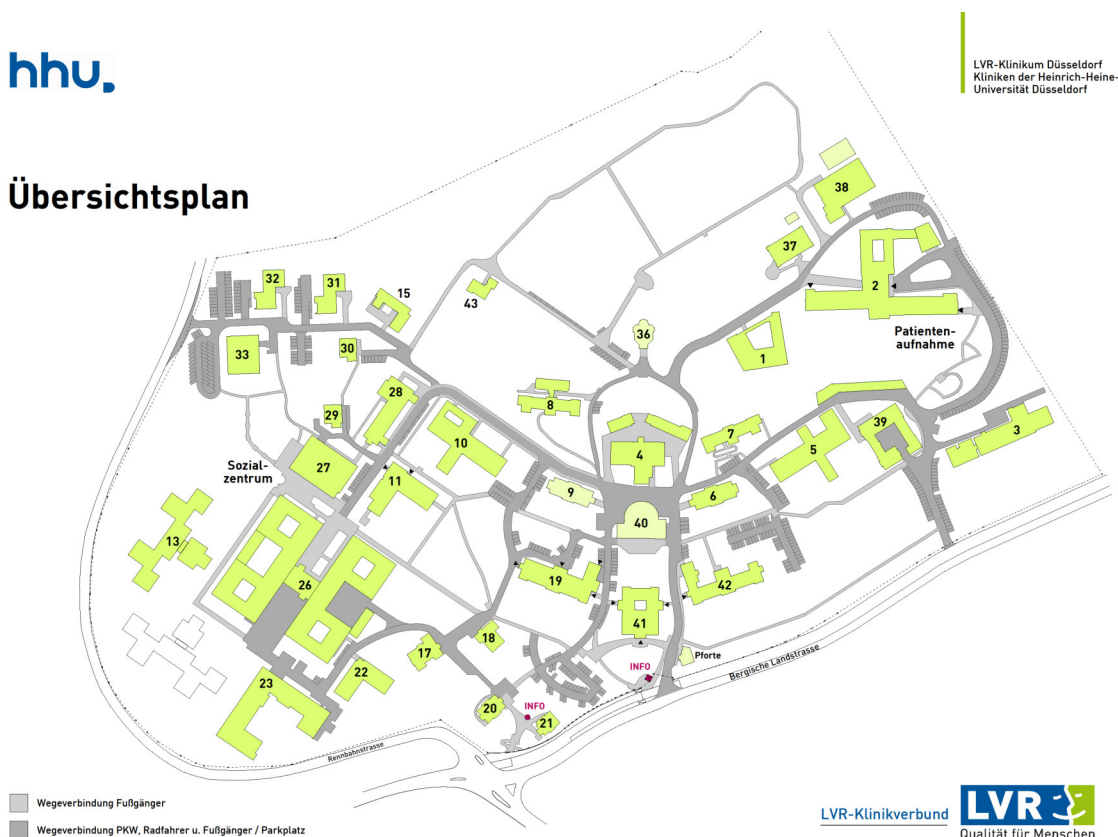 hhu.
LVR-Klinikum Düsseldorf
Kliniken der Heinrich-Heine-
Universität Düsseldorf
Übersichtsplan
38
37
2
32
31
15
43
36
Patienten-
aufnahme
33
30
1
29
28
8
10
7
39
3
5
4
27
Sozial-
zentrum
11
9
6
40
13
26
19
42
41
18
17
Pforte
22
23
INFO
Bergische Landstrasse
20
INFO
21
Rennbahnstrasse
Wegeverbindung Fußgänger
Wegeverbindung PKW, Radfahrer u. Fußgänger / Parkplatz
LVR-Klinikverbund
LVR
Qualität für Menschen